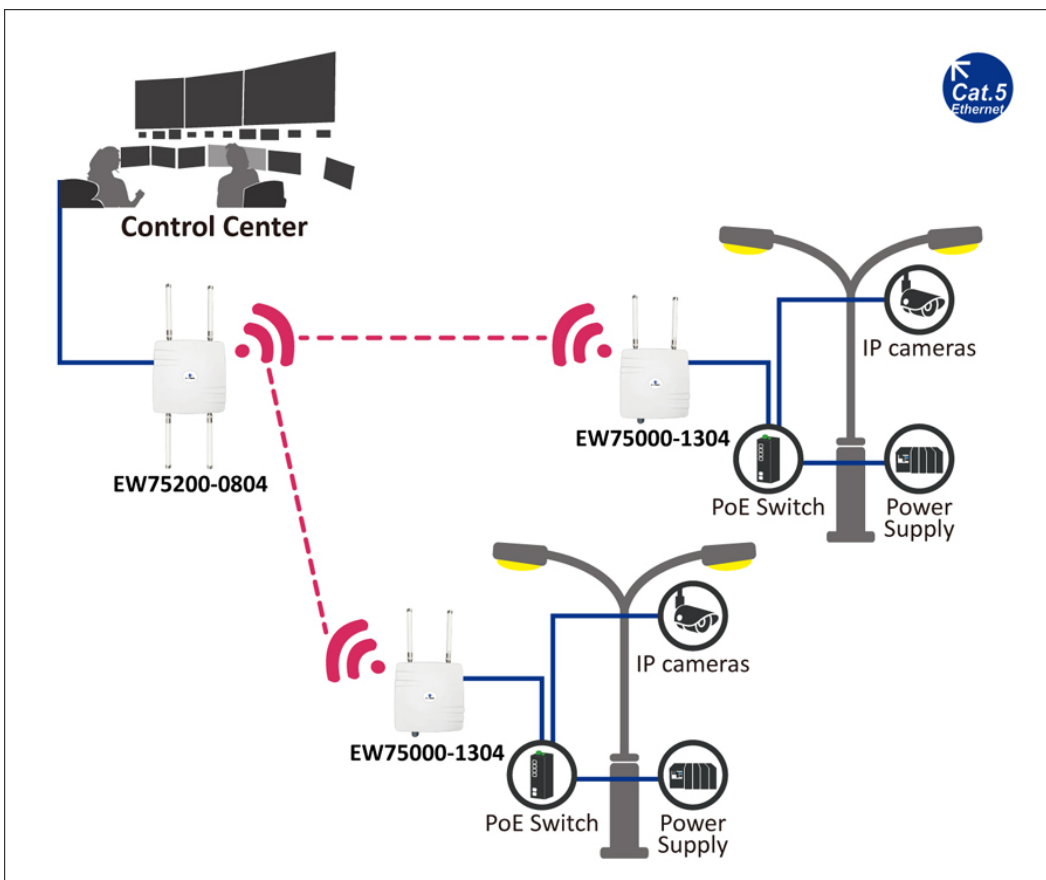 Cat.5
Ethernet
Control Center
IP cameras
EW75000-1304
EW75200-0804
PoE Switch
Power
Supply
IP cameras
EW75000-1304
PoE Switch
Power
Supply